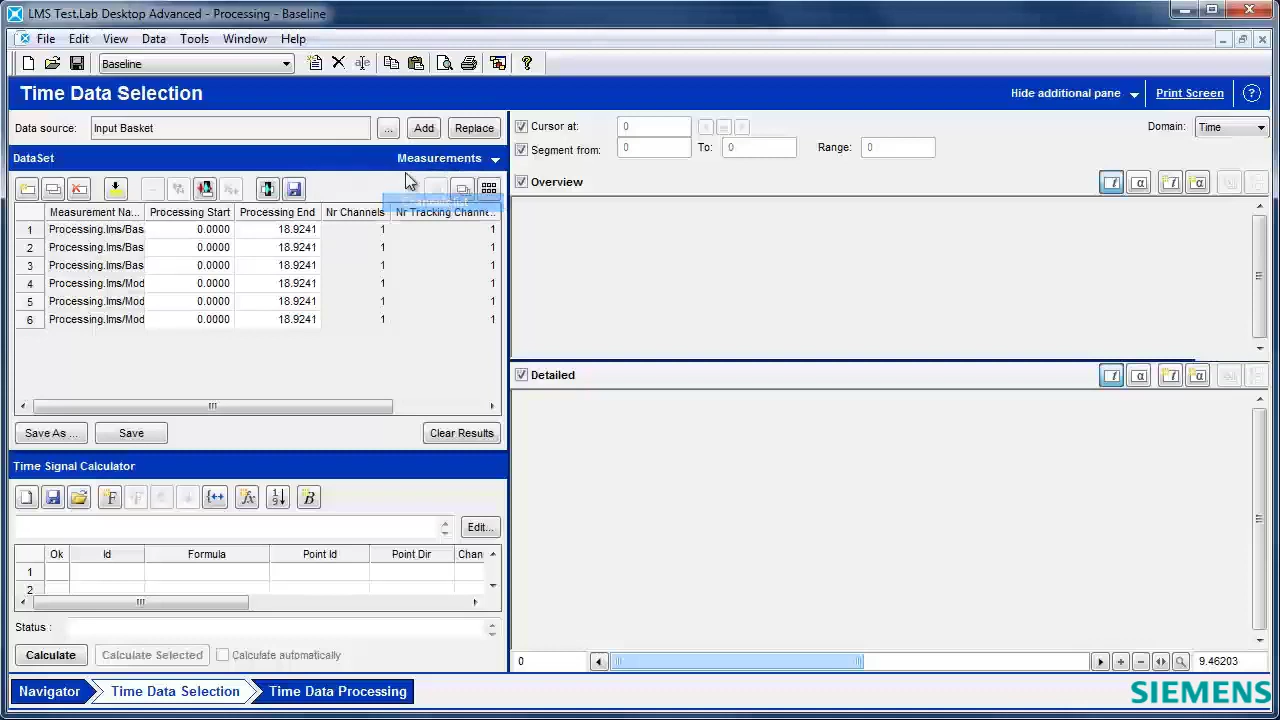 LMS Test.Lab Desktop Advanced - Processing - Baseline
File Edit View Data Tools Window Help
Baseline
Time Data Selection
Hide additional pane
Print Screen
Data source: Input Basket ... Add Replace
Cursor at: 0
Domain: Time
Segment from: 0 To: 0 Range: 0
DataSet
Measurements
Overview
Measurement Na... Processing Start Processing End Nr Channels Nr Tracking Channe..
1 Processing.lms/Bas 0.0000 18.9241 1 1
2 Processing.lms/Bas 0.0000 18.9241 1 1
3 Processing.lms/Bas 0.0000 18.9241 1 1
4 Processing.lms/Mod 0.0000 18.9241 1 1
5 Processing.lms/Mod 0.0000 18.9241 1 1
6 Processing.lms/Mod 0.0000 18.9241 1 1
Detailed
Save As ... Save Clear Results
Time Signal Calculator
Edit...
Ok Id Formula Point Id Point Dir Chan
1
2
Status :
Calculate Calculate Selected Calculate automatically
0
9.46203
Navigator Time Data Selection Time Data Processing
SIEMENS